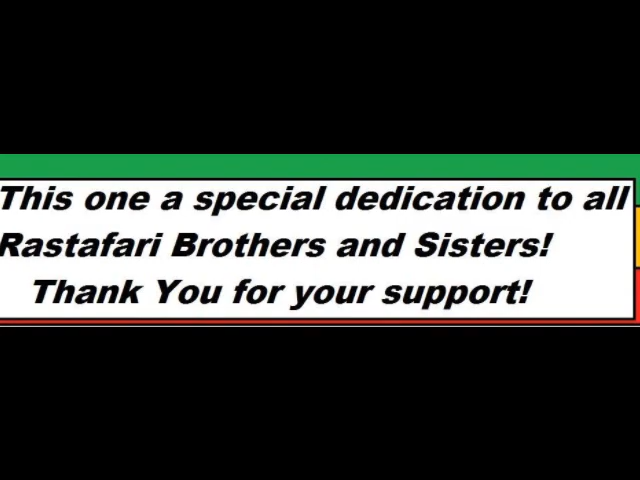 This one a special dedication to all
Rastafari Brothers and Sisters!
Thank You for your support!